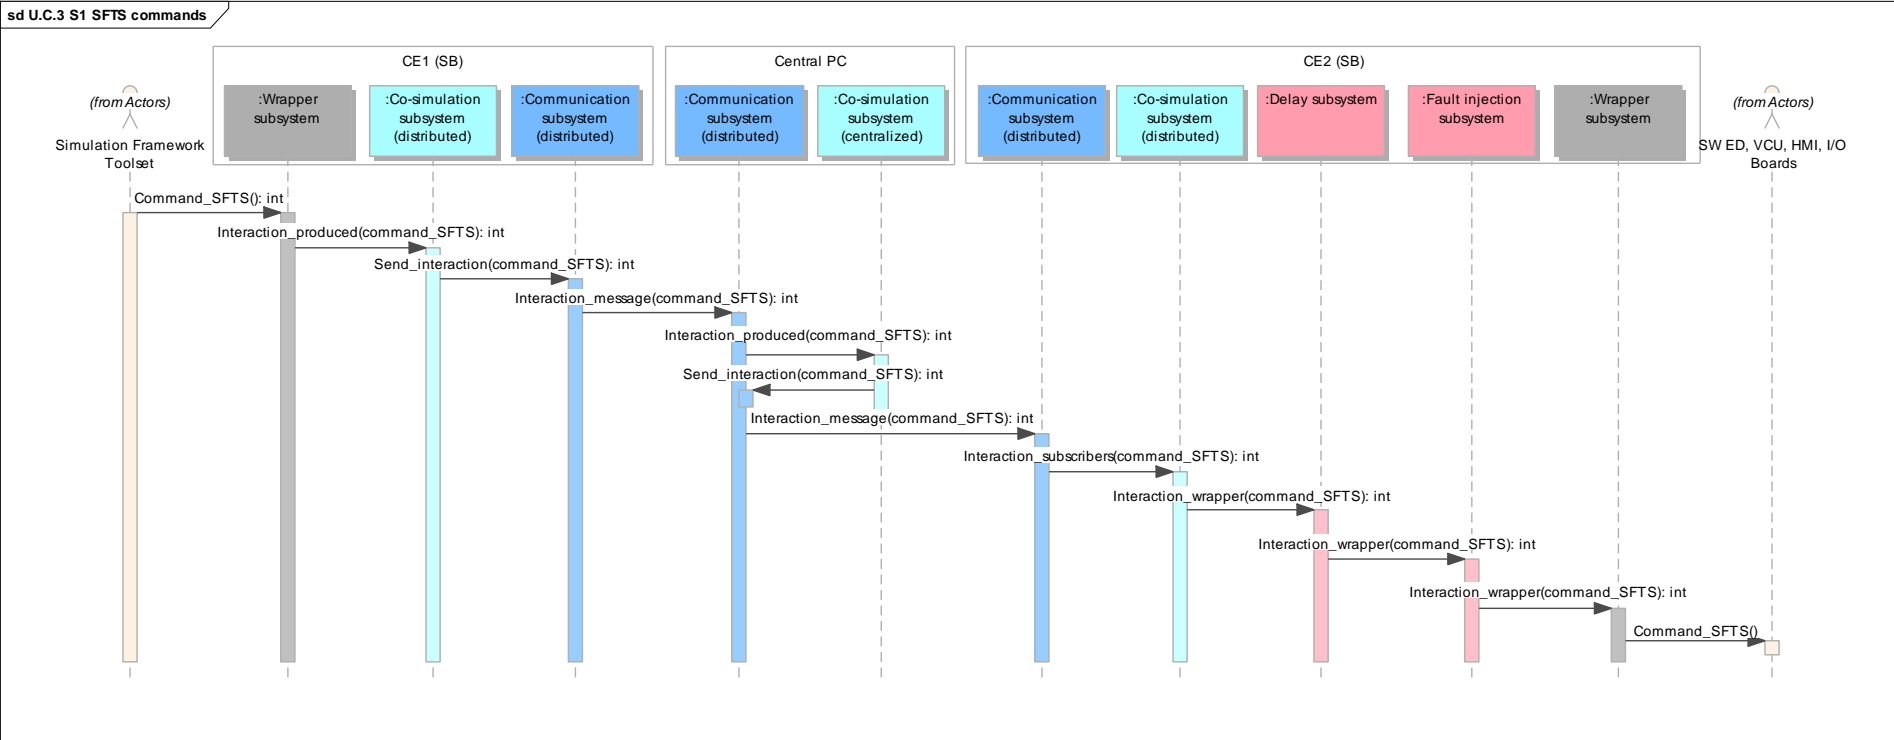 sd U.C.3 S1 SFTS commands
CE1 (SB)
Central PC
CE2 (SB)
(from Actors)
Simulation Framework
Toolset
:Wrapper
subsystem
:Co-simulation
subsystem
(distributed)
:Communication
subsystem
(distributed)
:Communication
subsystem
(distributed)
:Co-simulation
subsystem
(centralized)
:Communication
subsystem
(distributed)
:Co-simulation
subsystem
(distributed)
:Delay subsystem
:Fault injection
subsystem
:Wrapper
subsystem
(from Actors)
SW ED, VCU, HMI, I/O
Boards
Command_SFTS(): int
Interaction_produced(command_SFTS): int
Send_interaction(command_SFTS): int
Interaction_message(command_SFTS): int
Interaction_produced(command_SFTS): int
Send_interaction(command_SFTS): int
Interaction_message(command_SFTS): int
Interaction_subscribers(command_SFTS): int
Interaction_wrapper(command_SFTS): int
Interaction_wrapper(command_SFTS): int
Interaction_wrapper(command_SFTS): int
Command_SFTS()